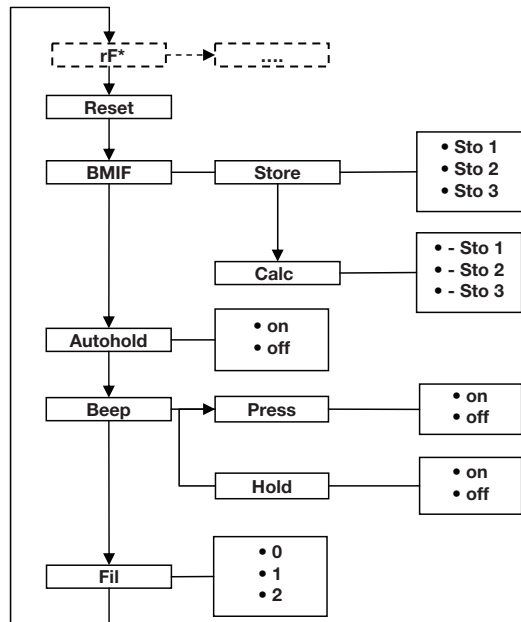 rF*
....
Reset
BMIF
Store
• Sto 1
• Sto 2
• Sto 3
Calc
• - Sto 1
• - Sto 2
• - Sto 3
Autohold
• on
• off
Beep
Press
• on
• off
Hold
• on
• off
Fil
• 0
• 1
• 2